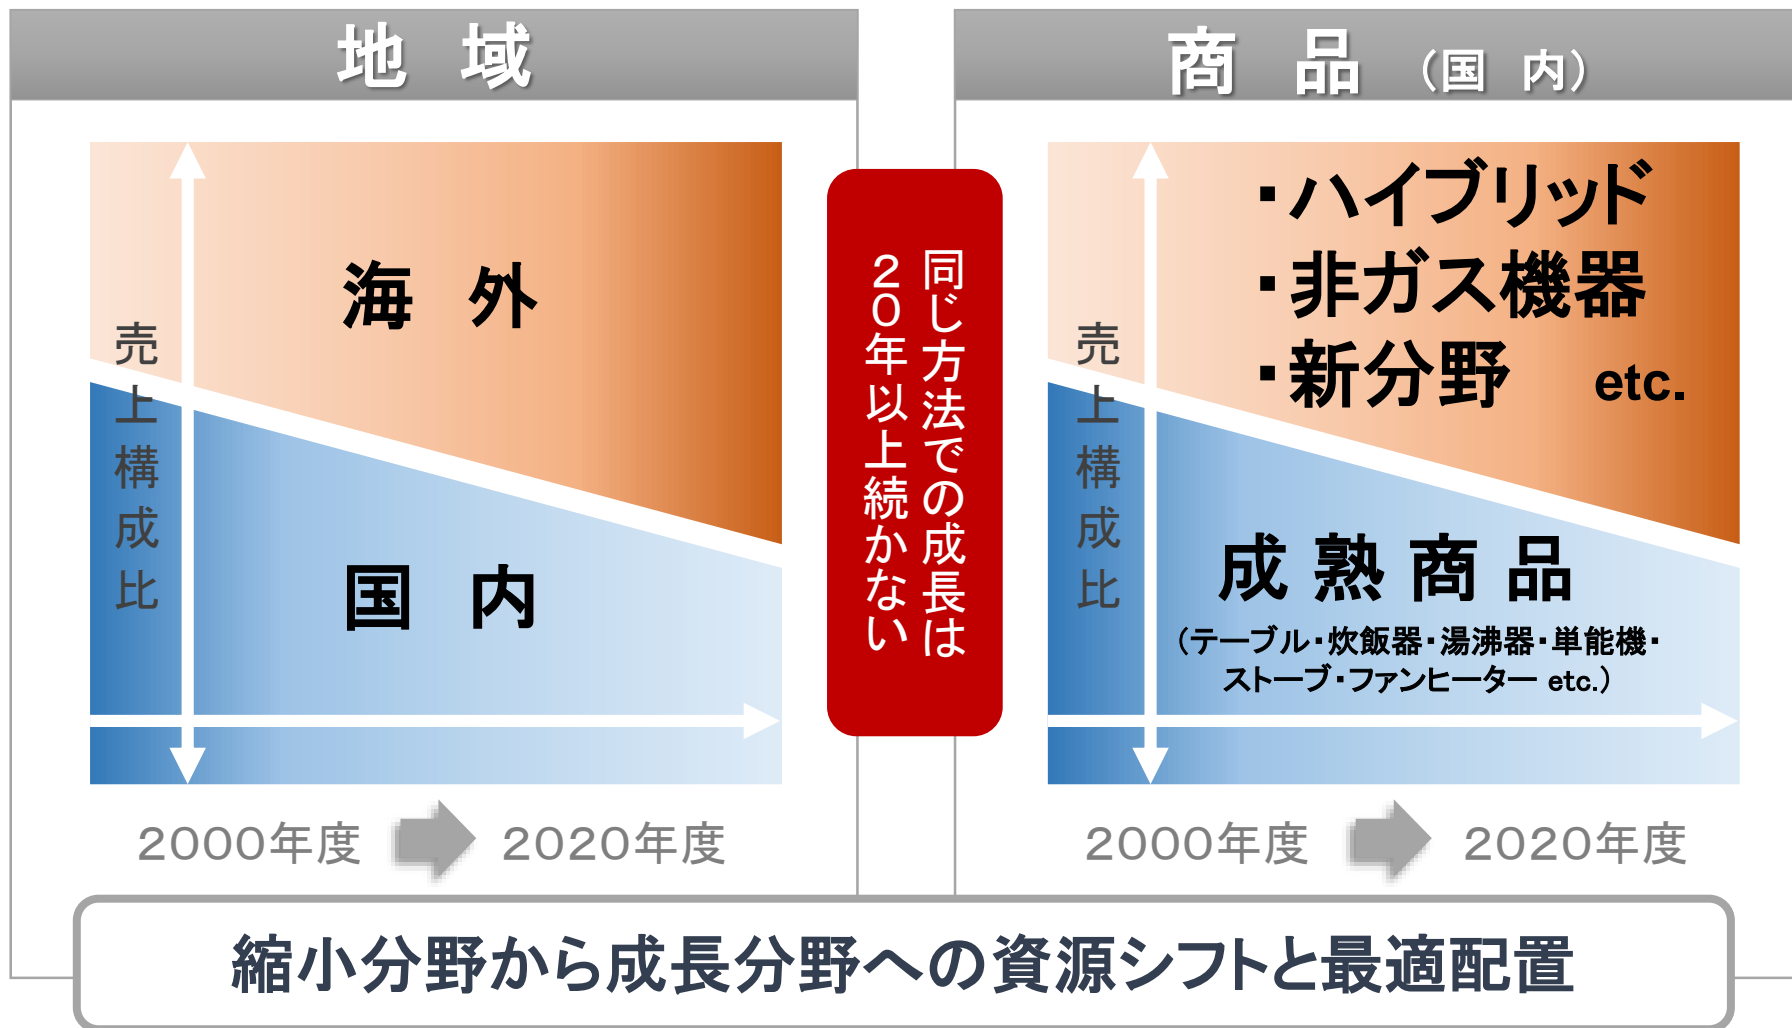 地　域
売上構成比
海　外
国　内
2000年度
2020年度
同じ方法での成長は
２０年以上続かない
商　品　（国　内）
売上構成比
・ハイブリッド
・非ガス機器
・新分野　etc.
成熟商品
（テーブル・炊飯器・湯沸器・単能機・
ストーブ・ファンヒーター etc.）
2000年度
2020年度
縮小分野から成長分野への資源シフトと最適配置